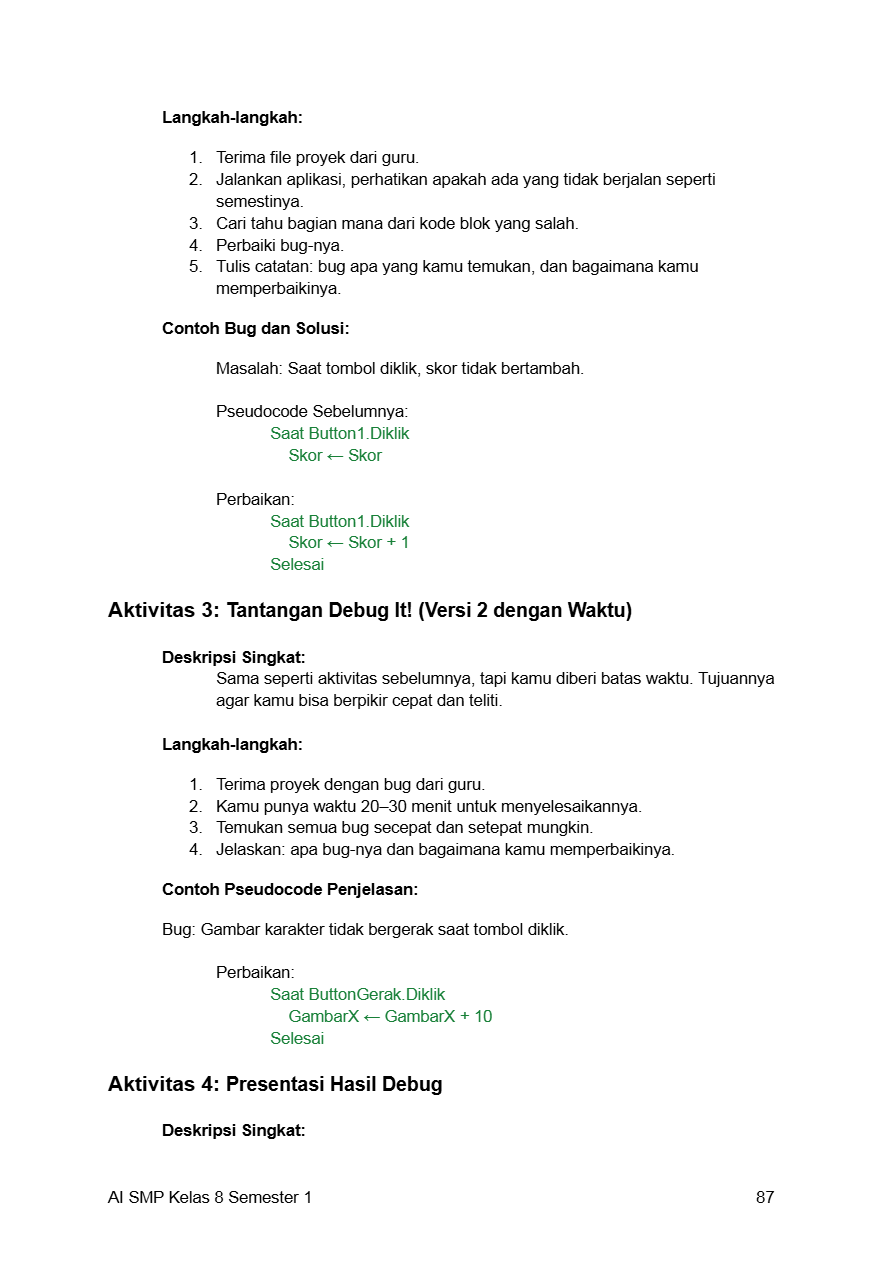 Langkah-langkah:
1. Terima file proyek dari guru.
2. Jalankan aplikasi, perhatikan apakah ada yang tidak berjalan seperti
semestinya.
3. Cari tahu bagian mana dari kode blok yang salah.
4. Perbaiki bug-nya.
5. Tulis catatan: bug apa yang kamu temukan, dan bagaimana kamu
memperbaikinya.
Contoh Bug dan Solusi:
Masalah: Saat tombol diklik, skor tidak bertambah.
Pseudocode Sebelumnya:
Saat Button1.Diklik
Skor ← Skor
Perbaikan:
Saat Button1.Diklik
Skor ← Skor + 1
Selesai
Aktivitas 3: Tantangan Debug It! (Versi 2 dengan Waktu)
Deskripsi Singkat:
Sama seperti aktivitas sebelumnya, tapi kamu diberi batas waktu. Tujuannya
agar kamu bisa berpikir cepat dan teliti.
Langkah-langkah:
1. Terima proyek dengan bug dari guru.
2. Kamu punya waktu 20–30 menit untuk menyelesaikannya.
3. Temukan semua bug secepat dan setepat mungkin.
4. Jelaskan: apa bug-nya dan bagaimana kamu memperbaikinya.
Contoh Pseudocode Penjelasan:
Bug: Gambar karakter tidak bergerak saat tombol diklik.
Perbaikan:
Saat ButtonGerak.Diklik
GambarX ← GambarX + 10
Selesai
Aktivitas 4: Presentasi Hasil Debug
Deskripsi Singkat:
AI SMP Kelas 8 Semester 1 87